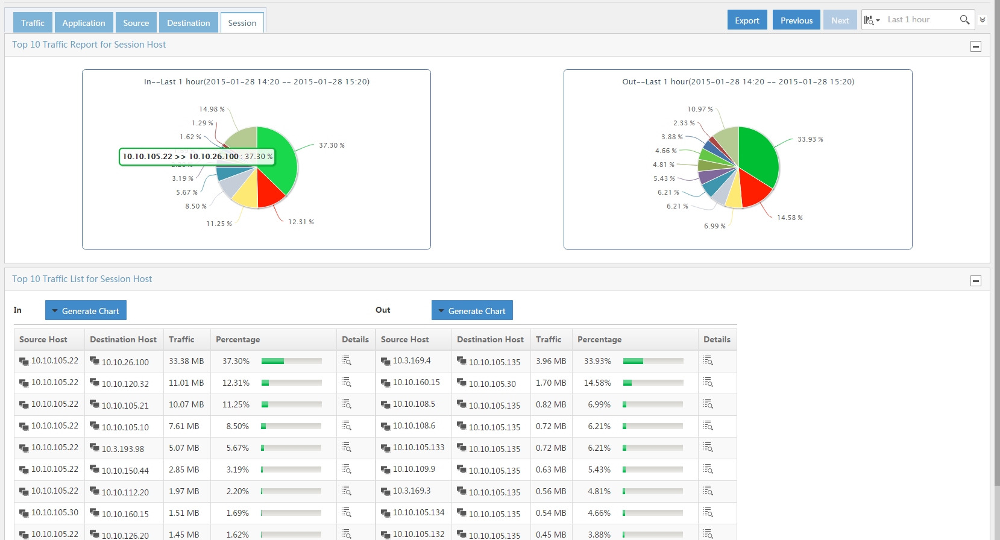 Traffic Application Source Destination Session Export Previous Next Last 1 hour
Top 10 Traffic Report for Session Host
In--Last 1 hour(2015-01-28 14:20 -- 2015-01-28 15:20)
14.98 %
1.29 %
1.62 %
37.30 %
10.10.105.22 >> 10.10.26.100 : 37.30 %
3.19 %
5.67 %
8.50 %
11.25 %
12.31 %
Out--Last 1 hour(2015-01-28 14:20 -- 2015-01-28 15:20)
10.97 %
2.33 %
3.88 %
33.93 %
4.66 %
4.81 %
5.43 %
6.21 %
6.21 %
6.99 %
14.58 %
Top 10 Traffic List for Session Host
In Generate Chart Out Generate Chart
Source Host Destination Host Traffic Percentage Details Source Host Destination Host Traffic Percentage Details
10.10.105.22 10.10.26.100 33.38 MB 37.30% 10.3.169.4 10.10.105.135 3.96 MB 33.93%
10.10.105.22 10.10.120.32 11.01 MB 12.31% 10.10.160.15 10.10.105.30 1.70 MB 14.58%
10.10.105.22 10.10.105.21 10.07 MB 11.25% 10.10.108.5 10.10.105.135 0.82 MB 6.99%
10.10.105.22 10.10.105.10 7.61 MB 8.50% 10.10.108.6 10.10.105.135 0.72 MB 6.21%
10.10.105.22 10.3.193.98 5.07 MB 5.67% 10.10.105.133 10.10.105.135 0.72 MB 6.21%
10.10.105.22 10.10.150.44 2.85 MB 3.19% 10.10.109.9 10.10.105.135 0.63 MB 5.43%
10.10.105.22 10.10.112.20 1.97 MB 2.20% 10.3.169.3 10.10.105.135 0.56 MB 4.81%
10.10.105.30 10.10.160.15 1.51 MB 1.69% 10.10.105.134 10.10.105.135 0.54 MB 4.66%
10.10.105.22 10.10.126.20 1.45 MB 1.62% 10.10.105.132 10.10.105.135 0.45 MB 3.88%